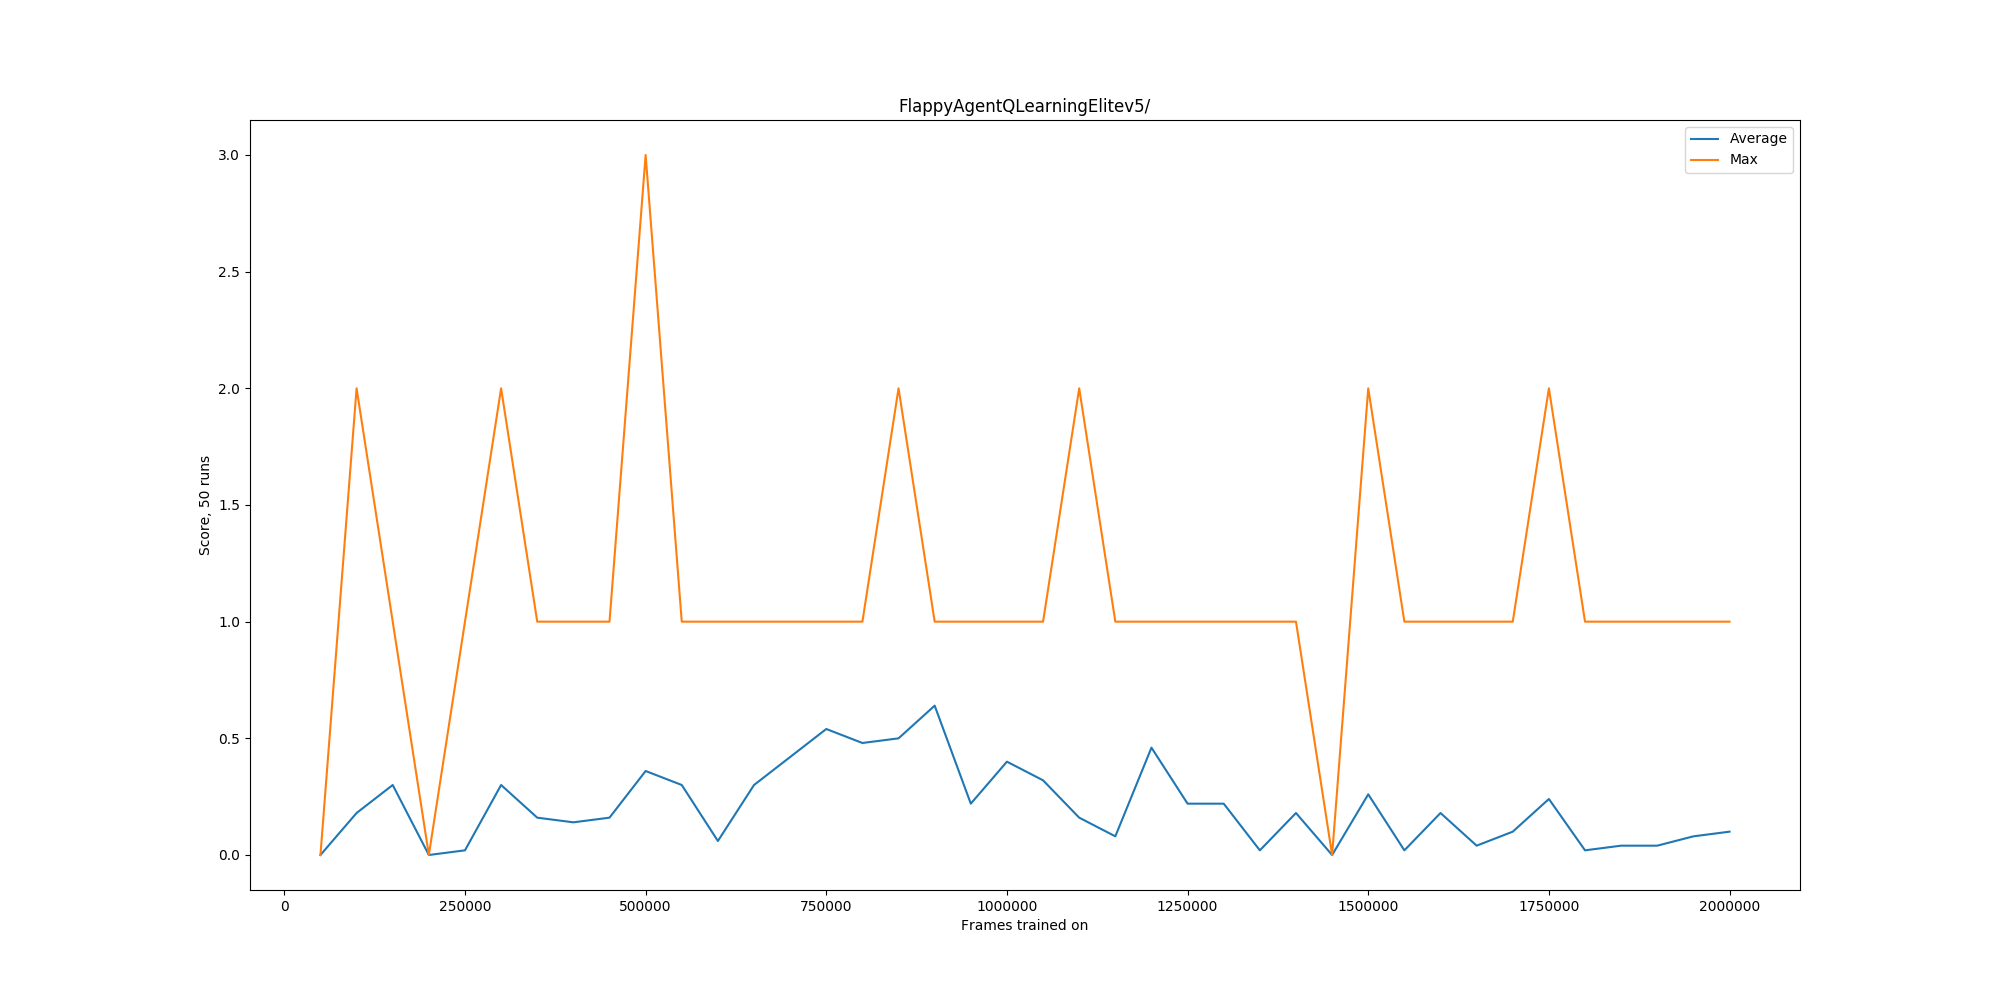 FlappyAgentQLearningElitev5/
Average
Max
Score, 50 runs
3.0
2.5
2.0
1.5
1.0
0.5
0.0
0 250000 500000 750000 1000000 1250000 1500000 1750000 2000000
Frames trained on